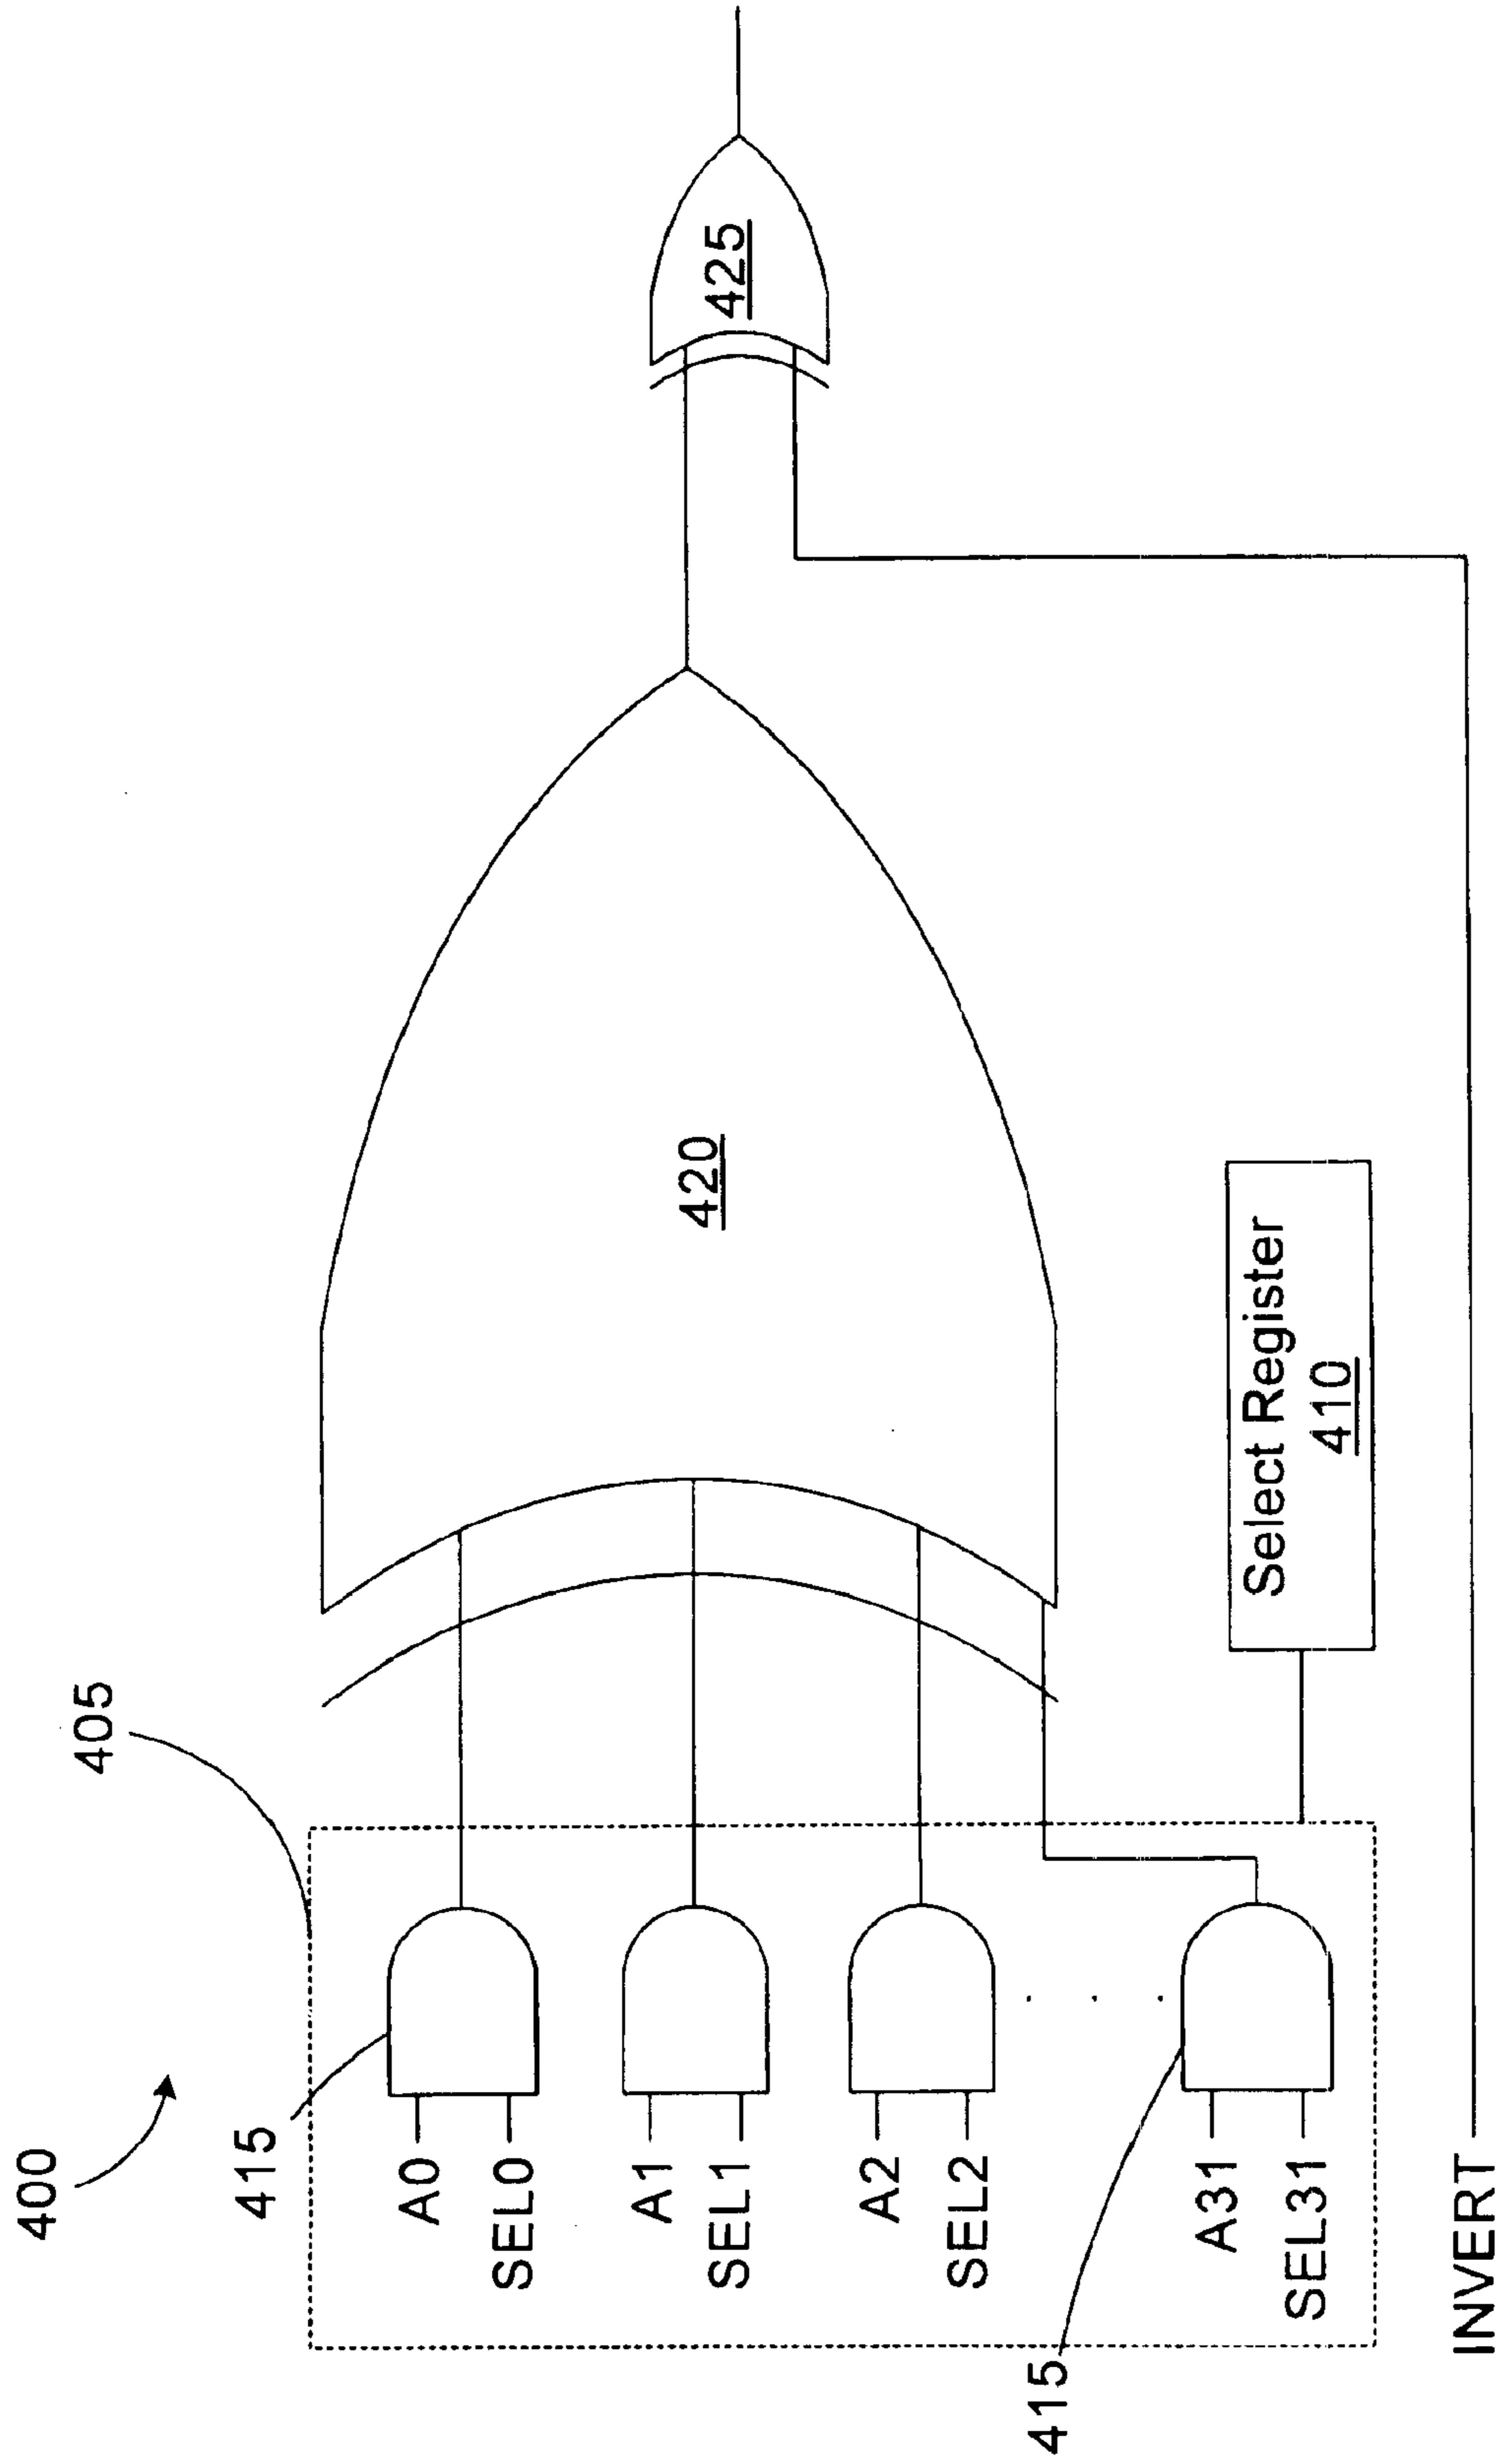 400
405
415
A0
SEL0
A1
SEL1
A2
SEL2
. . .
A31
SEL31
415
420
425
Select Register
410
INVERT